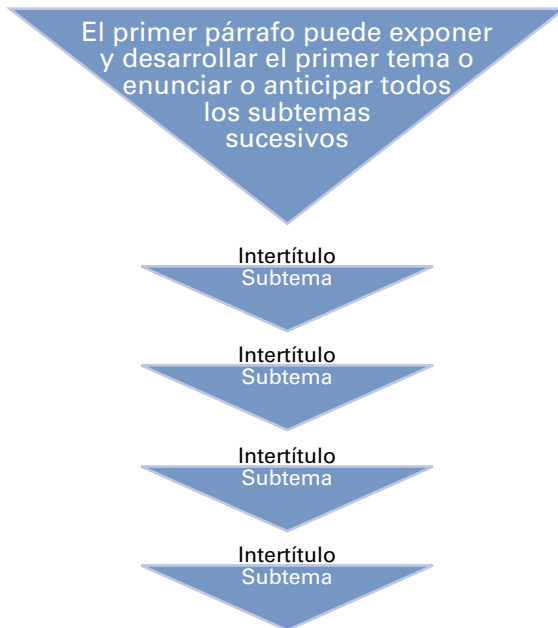 El primer párrafo puede exponer
y desarrollar el primer tema o
enunciar o anticipar todos
los subtemas
sucesivos
Intertítulo
Subtema
Intertítulo
Subtema
Intertítulo
Subtema
Intertítulo
Subtema